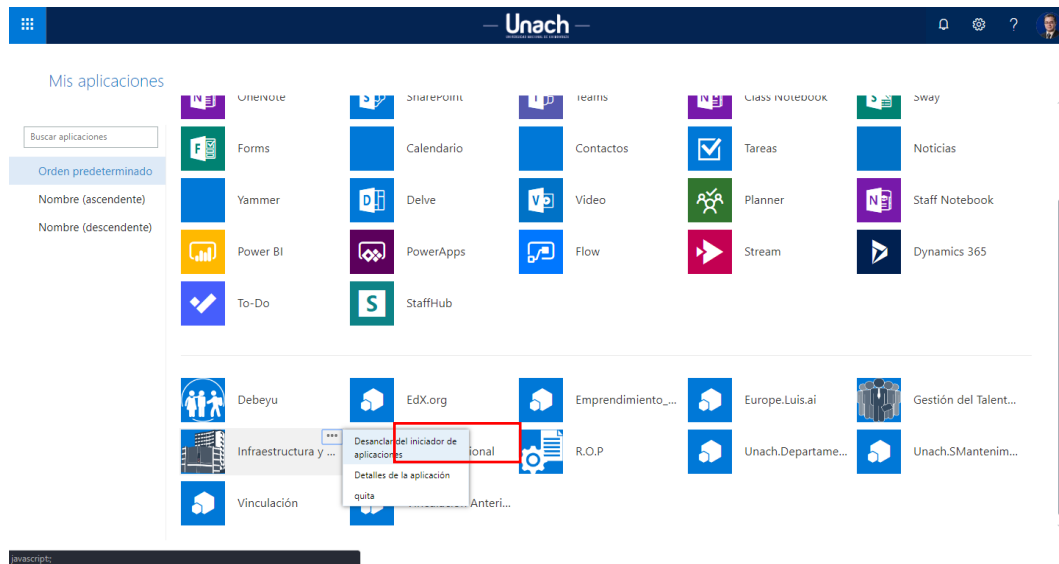 Unach
?
Mis aplicaciones
OneNote
SharePoint
Teams
Class Notebook
Sway
Buscar aplicaciones
Orden predeterminado
Nombre (ascendente)
Nombre (descendente)
Forms
Calendario
Contactos
Tareas
Noticias
Yammer
Delve
Video
Planner
Staff Notebook
Power BI
PowerApps
Flow
Stream
Dynamics 365
To-Do
StaffHub
Debeyu
EdX.org
Emprendimiento_...
Europe.Luis.ai
Gestión del Talent...
Infraestructura y ...
ional
R.O.P
Unach.Departame...
Unach.SMantenim...
Desanclar del iniciador de
aplicaciones
Detalles de la aplicación
quita
Vinculación
Vinculación Anteri...
javascript:;